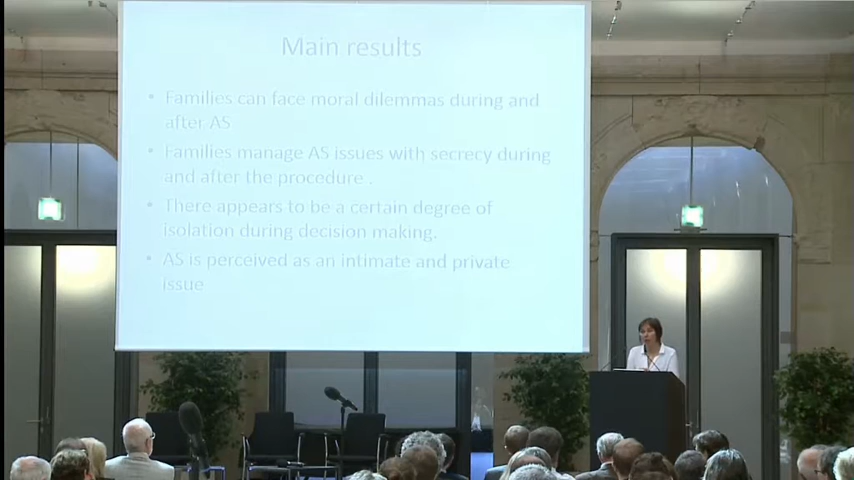 Main results
• Families can face moral dilemmas during and
after AS
• Families manage AS issues with secrecy during
and after the procedure .
• There appears to be a certain degree of
isolation during decision making.
• AS is perceived as an intimate and private
issue